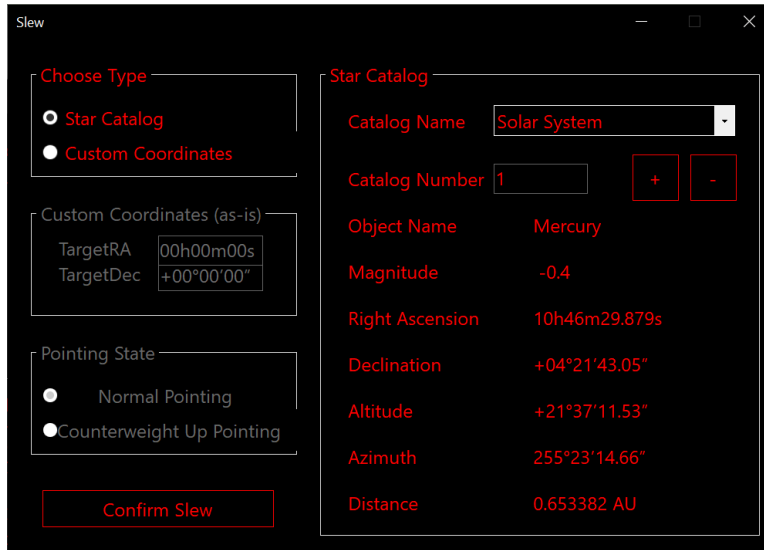 Slew
Choose Type
Star Catalog
Custom Coordinates
Custom Coordinates (as-is)
TargetRA 00h00m00s
TargetDec +00°00'00"
Pointing State
Normal Pointing
Counterweight Up Pointing
Confirm Slew
Star Catalog
Catalog Name Solar System
Catalog Number 1 + -
Object Name Mercury
Magnitude -0.4
Right Ascension 10h46m29.879s
Declination +04°21'43.05"
Altitude +21°37'11.53"
Azimuth 255°23'14.66"
Distance 0.653382 AU